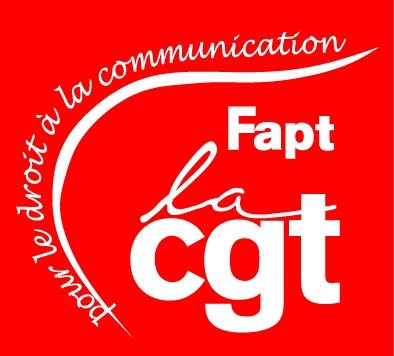 pour le droit à la communication
Fapt
la
cgt